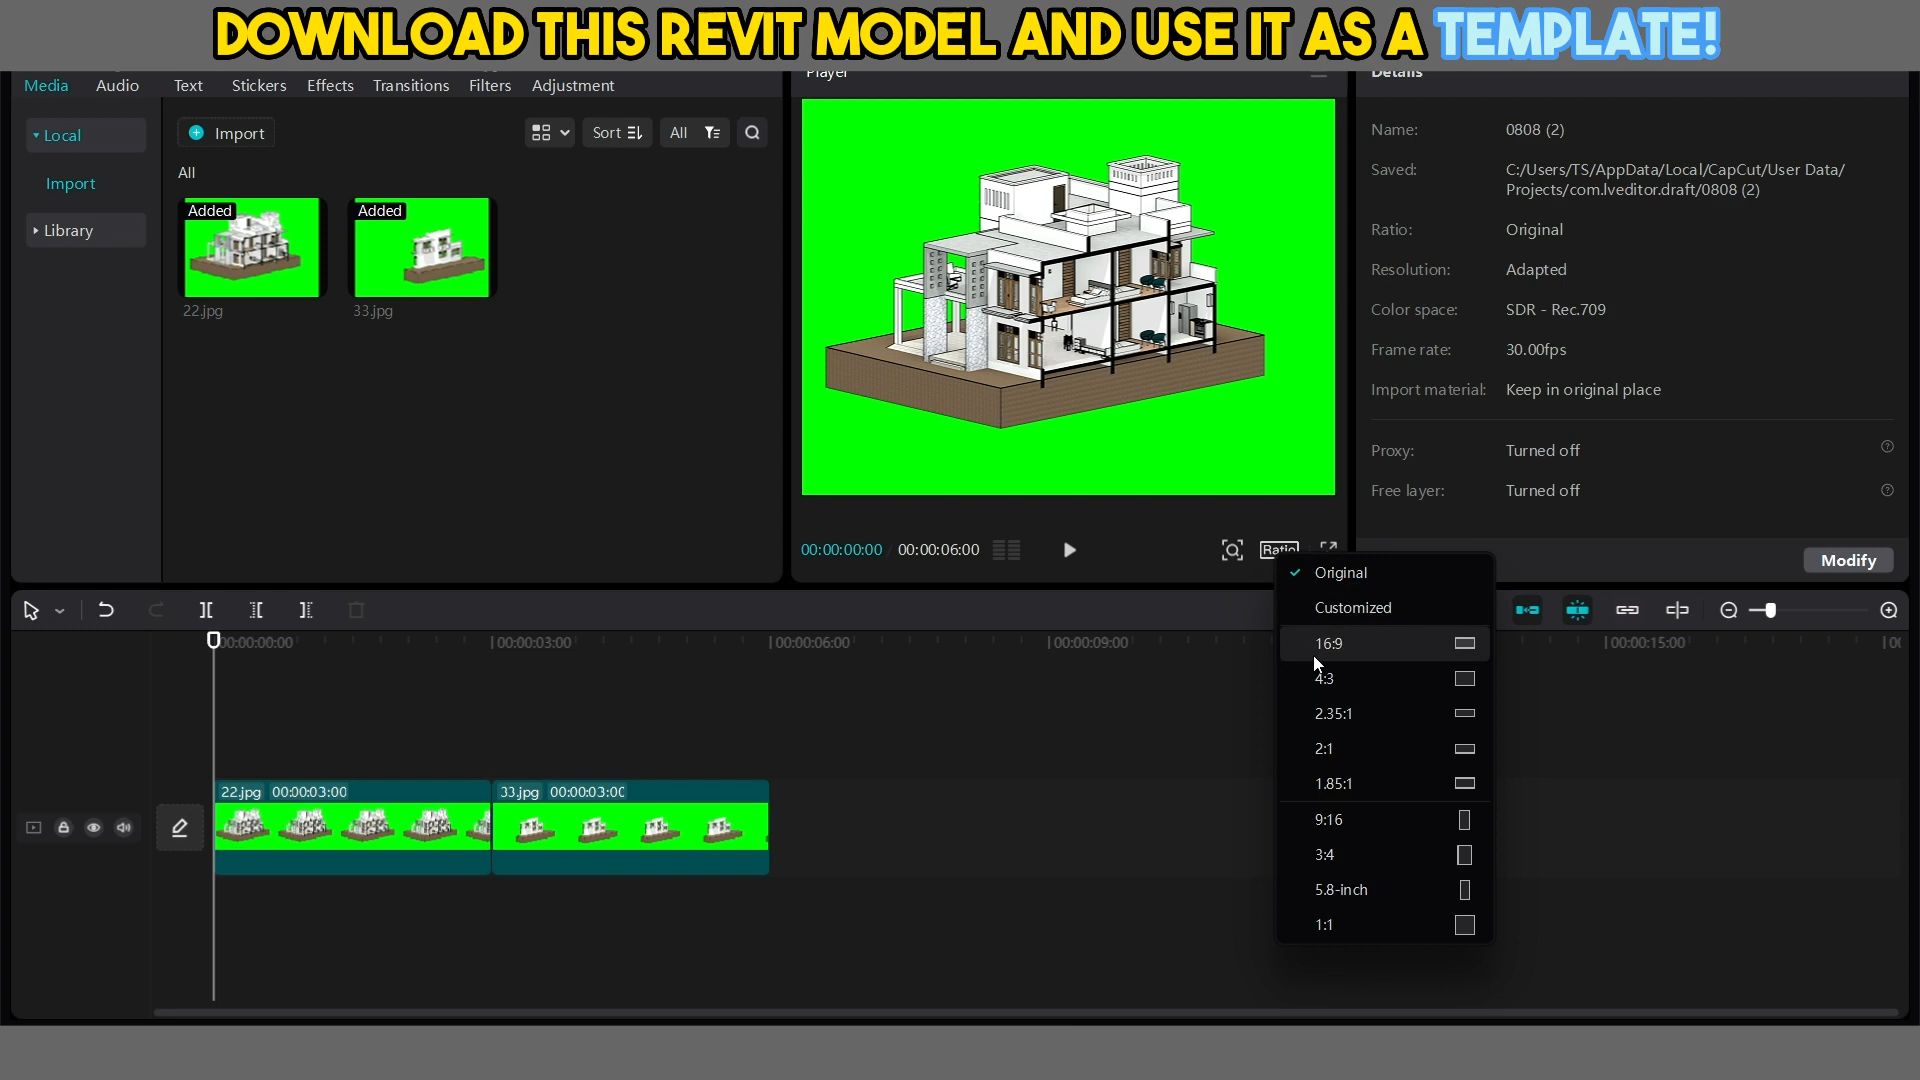 DOWNLOAD THIS REVIT MODEL AND USE IT AS A TEMPLATE!
Media Audio Text Stickers Effects Transitions Filters Adjustment
Local
Import
Library
Import
Sort
All
All
Added
22.jpg
Added
33.jpg
Player
00:00:00:00 / 00:00:06:00
Ratio
Details
Name: 0808 (2)
Saved: C:/Users/TS/AppData/Local/CapCut/User Data/
Projects/com.lveditor.draft/0808 (2)
Ratio: Original
Resolution: Adapted
Color space: SDR - Rec.709
Frame rate: 30.00fps
Import material: Keep in original place
Proxy: Turned off
Free layer: Turned off
Modify
Original
Customized
16:9
4:3
2.35:1
2:1
1.85:1
9:16
3:4
5.8-inch
1:1
00:00:00:00 00:00:03:00 00:00:06:00 00:00:09:00 00:00:15:00
22.jpg 00:00:03:00
33.jpg 00:00:03:00